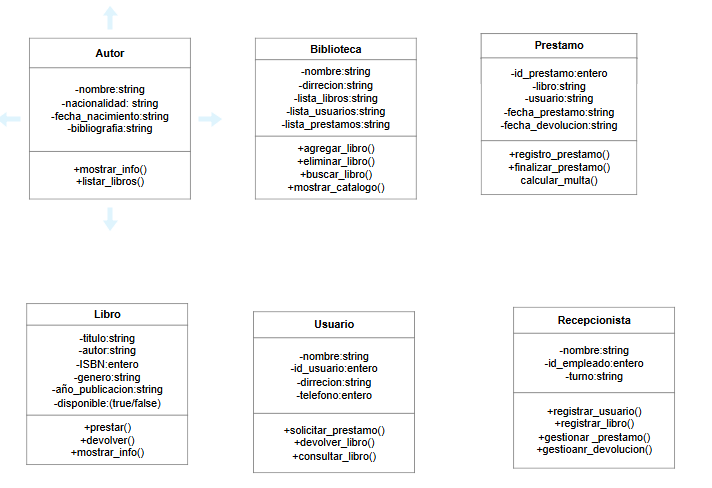 Autor
-nombre:string
-nacionalidad: string
-fecha_nacimiento:string
-bibliografia:string
+mostrar_info()
+listar_libros()
Biblioteca
-nombre:string
-dirrecion:string
-lista_libros:string
-lista_usuarios:string
-lista_prestamos:string
+agregar_libro()
+eliminar_libro()
+buscar_libro()
+mostrar_catalogo()
Prestamo
-id_prestamo:entero
-libro:string
-usuario:string
-fecha_prestamo:string
-fecha_devolucion:string
+registro_prestamo()
+finalizar_prestamo()
calcular_multa()
Libro
-titulo:string
-autor:string
-ISBN:entero
-genero:string
-año_publicacion:string
-disponible:(true/false)
+prestar()
+devolver()
+mostrar_info()
Usuario
-nombre:string
-id_usuario:entero
-dirrecion:string
-telefono:entero
+solicitar_prestamo()
+devolver_libro()
+consultar_libro()
Recepcionista
-nombre:string
-id_empleado:entero
-turno:string
+registrar_usuario()
+registrar_libro()
+gestionar _prestamo()
+gestioanr_devolucion()